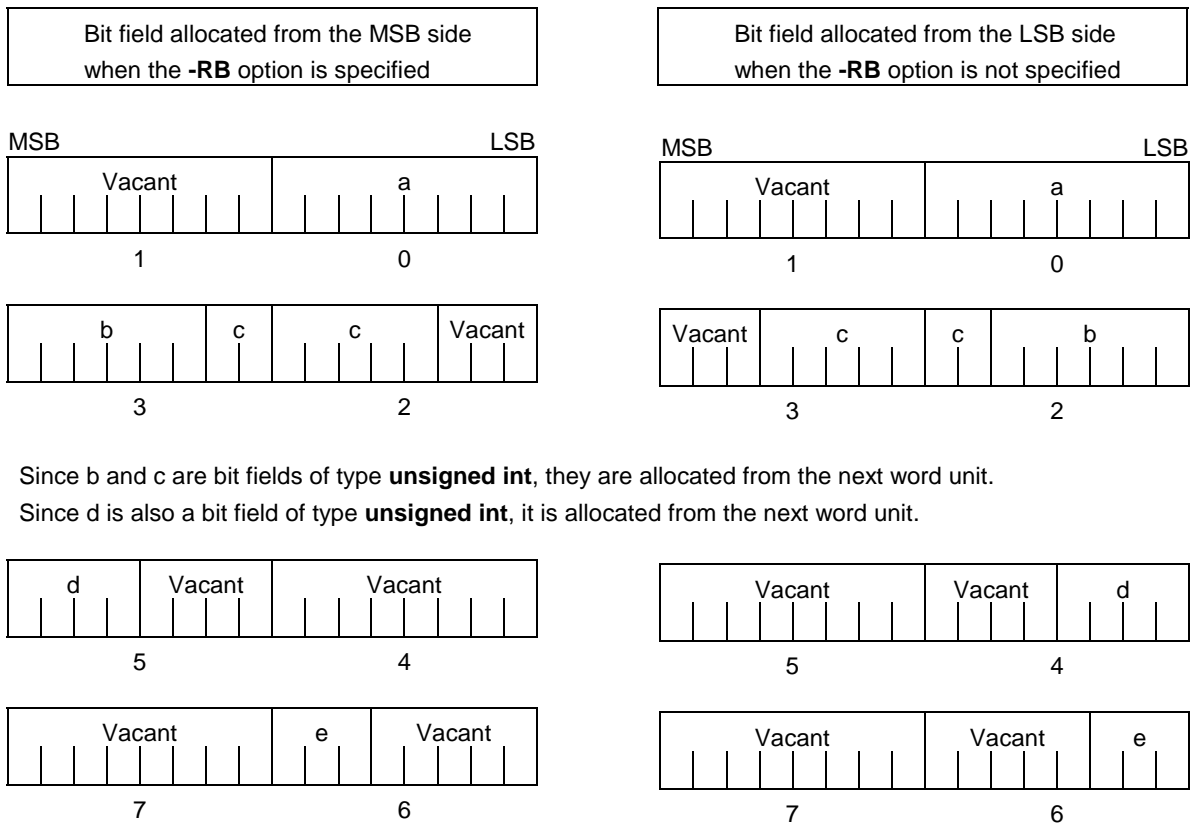 Bit field allocated from the MSB side
when the -RB option is specified
Bit field allocated from the LSB side
when the -RB option is not specified
MSB LSB
Vacant a
1 0
b c c Vacant
3 2
MSB LSB
Vacant a
1 0
Vacant c c b
3 2
Since b and c are bit fields of type unsigned int, they are allocated from the next word unit.
Since d is also a bit field of type unsigned int, it is allocated from the next word unit.
d Vacant Vacant
5 4
Vacant e Vacant
7 6
Vacant Vacant d
5 4
Vacant Vacant e
7 6